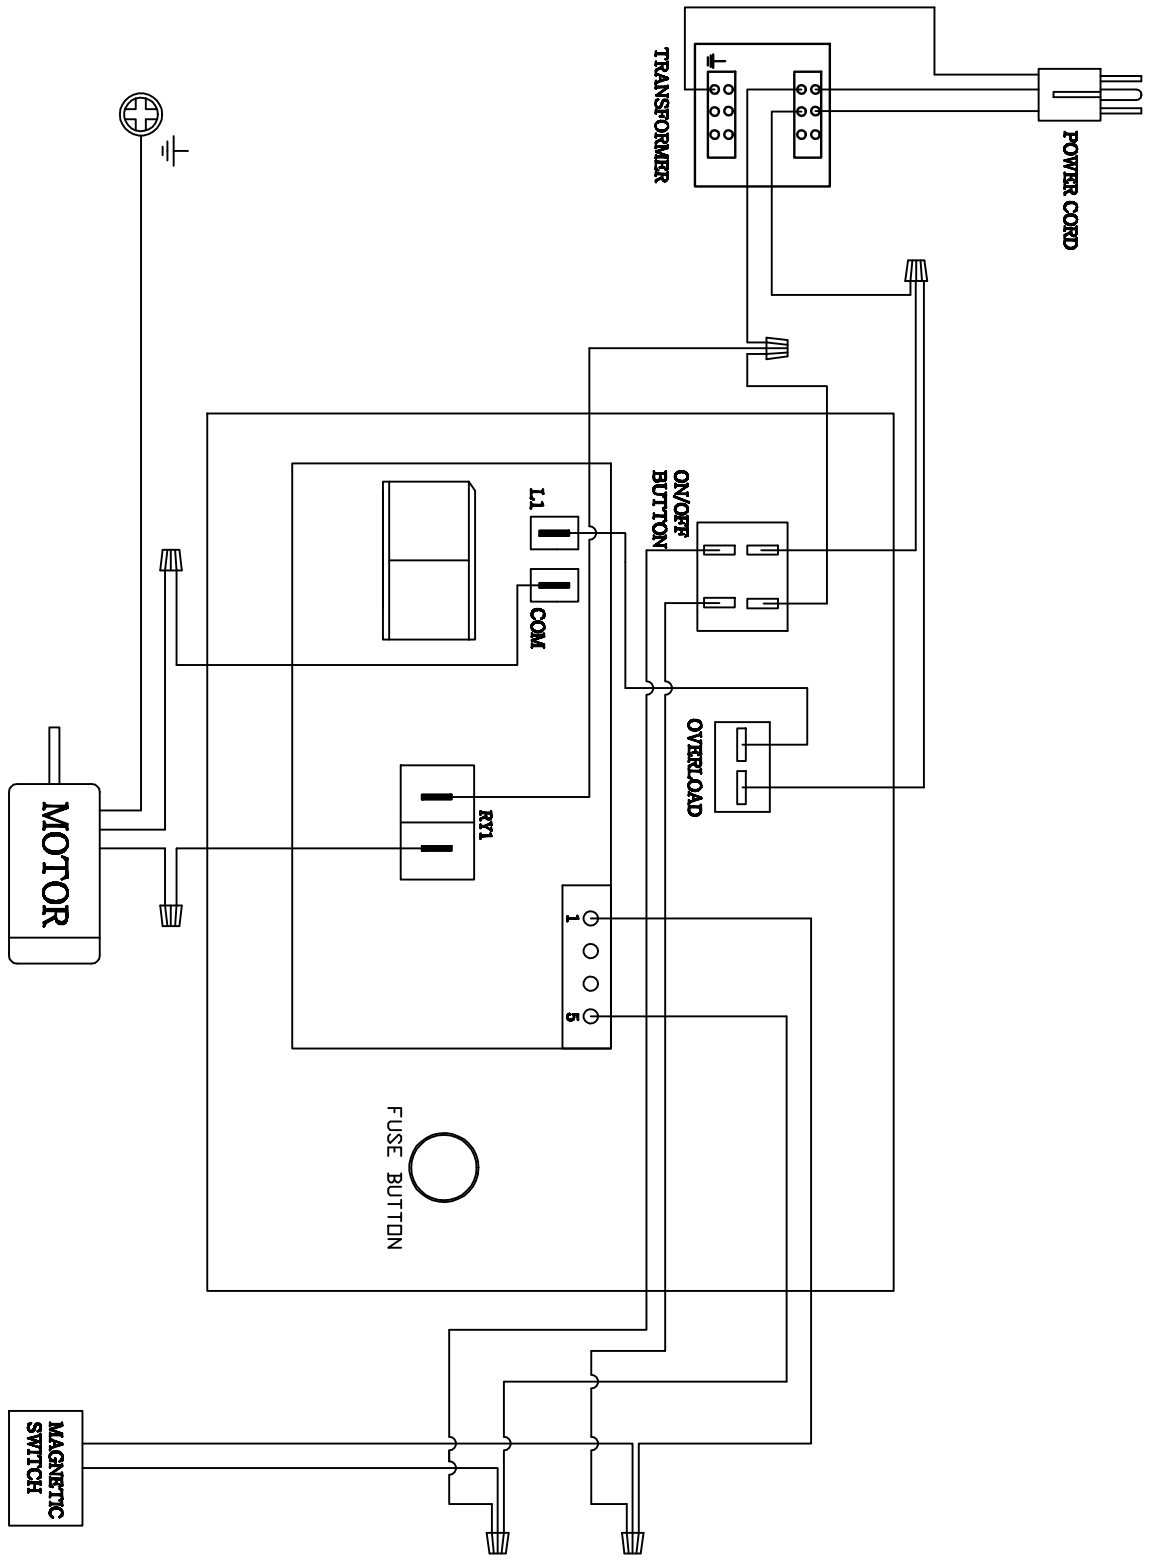 POWER CORD
TRANSFORMER
ON/OFF
BUTTON
OVERLOAD
L1
COM
RY1
1
5
MOTOR
FUSE BUTTON
MAGNETIC
SWITCH